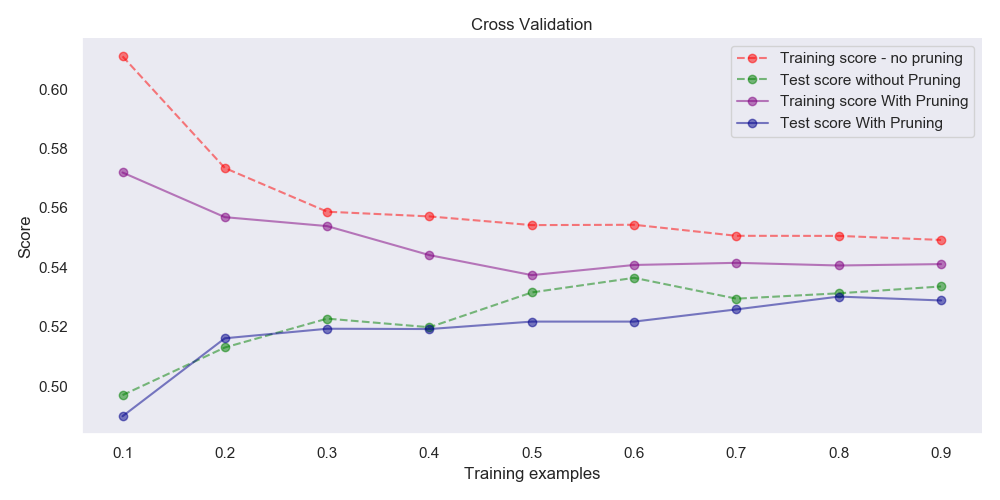 Cross Validation
Training score - no pruning
Test score without Pruning
Training score With Pruning
Test score With Pruning
Score
0.60
0.58
0.56
0.54
0.52
0.50
0.1 0.2 0.3 0.4 0.5 0.6 0.7 0.8 0.9
Training examples